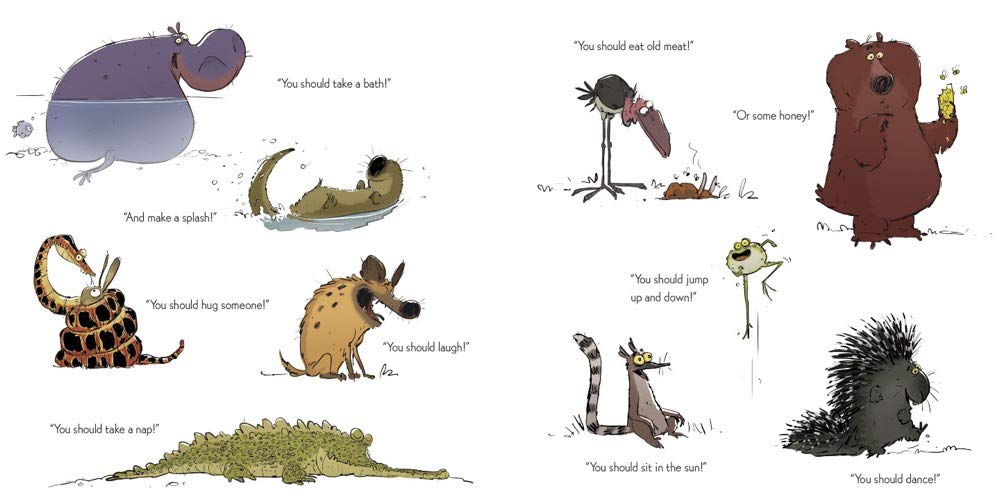 “You should take a bath!”
“And make a splash!”
“You should hug someone!”
“You should laugh!”
“You should take a nap!”
“You should eat old meat!”
“Or some honey!”
“You should jump
up and down!”
“You should sit in the sun!”
“You should dance!”